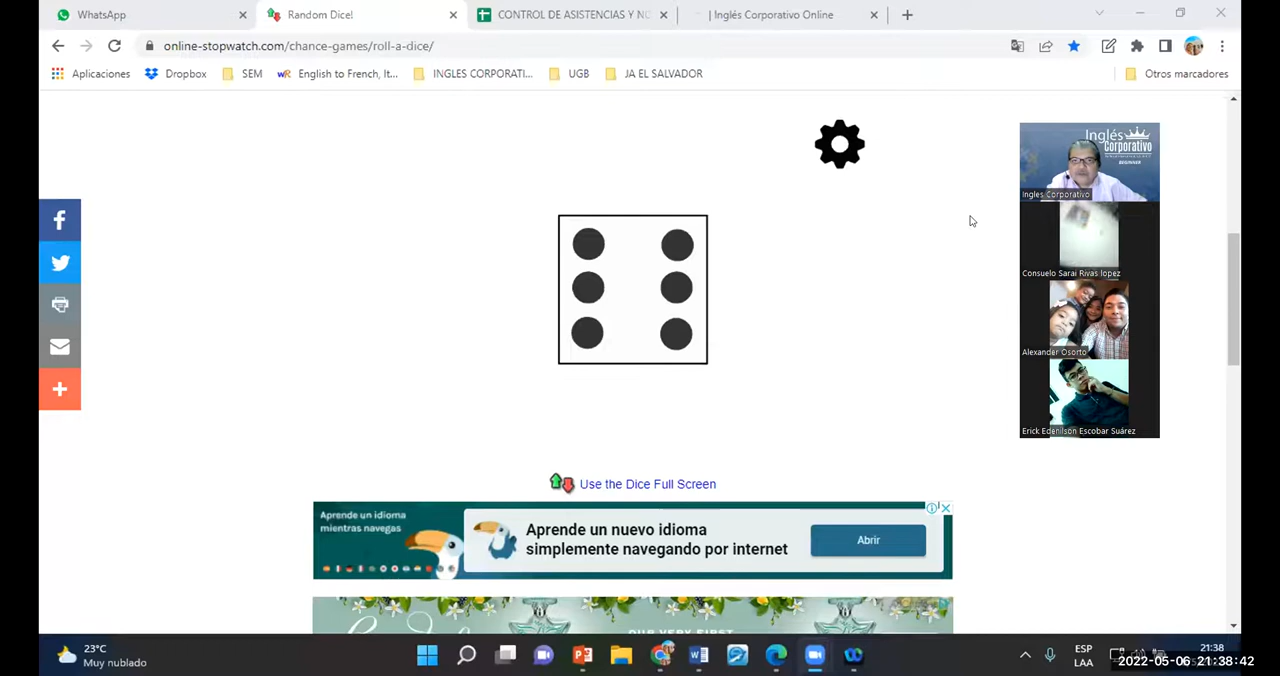 WhatsApp
Random Dice!
CONTROL DE ASISTENCIAS Y NO
| Inglés Corporativo Online
online-stopwatch.com/chance-games/roll-a-dice/
Aplicaciones
Dropbox
SEM
English to French, It...
INGLES CORPORATI...
UGB
JA EL SALVADOR
Otros marcadores
Inglés
Corporativo
BEGINNER
Ingles Corporativo
Consuelo Sarai Rivas lopez
Alexander Osorto
Erick Edenilson Escobar Suárez
Use the Dice Full Screen
Aprende un idioma
mientras navegas
Aprende un nuevo idioma
simplemente navegando por internet
Abrir
OUR VERY FIRST
23°C
Muy nublado
ESP
LAA
21:38
2022-05-06 21:38:42